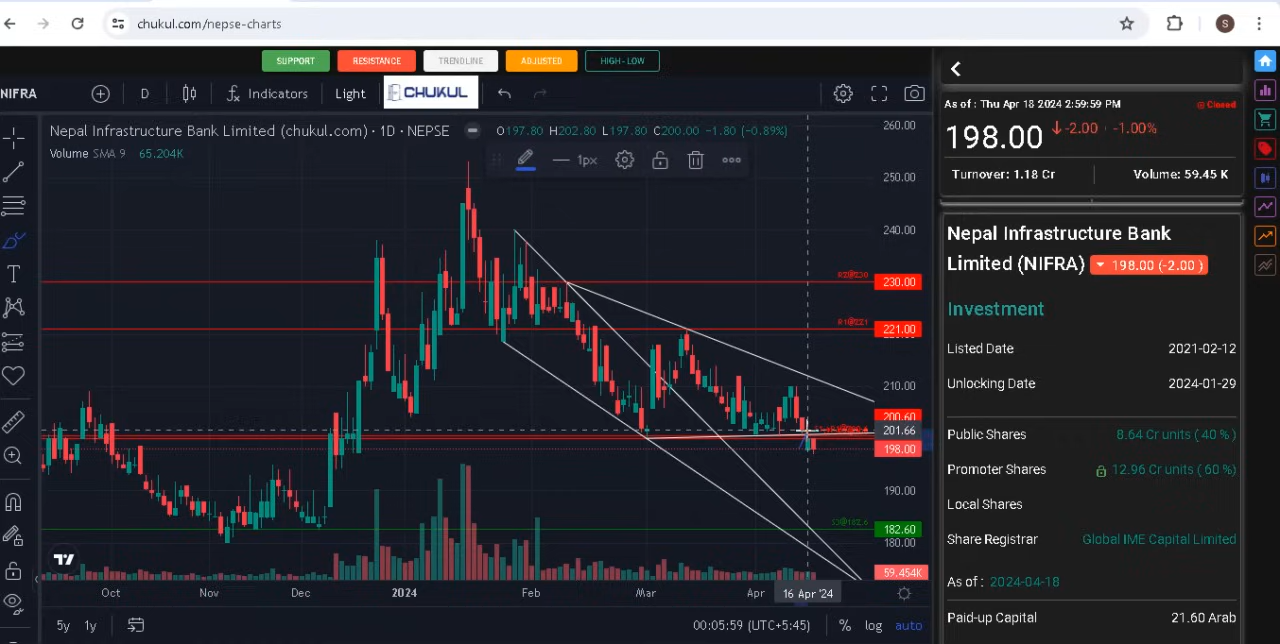 chukul.com/nepse-charts
S
SUPPORT RESISTANCE TRENDLINE ADJUSTED HIGH-LOW
NIFRA D Indicators Light CHUKUL
Nepal Infrastructure Bank Limited (chukul.com) · 1D · NEPSE O197.80 H202.80 L197.80 C200.00 -1.80 (-0.89%)
Volume SMA 9 65.204K
1px
T
260.00
250.00
240.00
R2@230 230.00
R1@221 221.00
210.00
200.60
201.66
198.00
190.00
S3@182.6 182.60
180.00
59.454K
Oct Nov Dec 2024 Feb Mar Apr 16 Apr '24
5y 1y 00:05:59 (UTC+5:45) % log auto
As of : Thu Apr 18 2024 2:59:59 PM Closed
198.00 -2.00 -1.00%
Turnover: 1.18 Cr Volume: 59.45 K
Nepal Infrastructure Bank
Limited (NIFRA) 198.00 (-2.00 )
Investment
Listed Date 2021-02-12
Unlocking Date 2024-01-29
Public Shares 8.64 Cr units ( 40 % )
Promoter Shares 12.96 Cr units ( 60 %)
Local Shares
Share Registrar Global IME Capital Limited
As of : 2024-04-18
Paid-up Capital 21.60 Arab